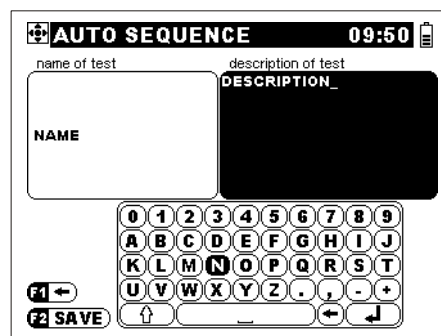 AUTO SEQUENCE 09:50
name of test description of test
DESCRIPTION_
NAME
0 1 2 3 4 5 6 7 8 9
A B C D E F G H I J
K L M N O P Q R S T
U V W X Y Z . , - +
F1 ←
F2 SAVE